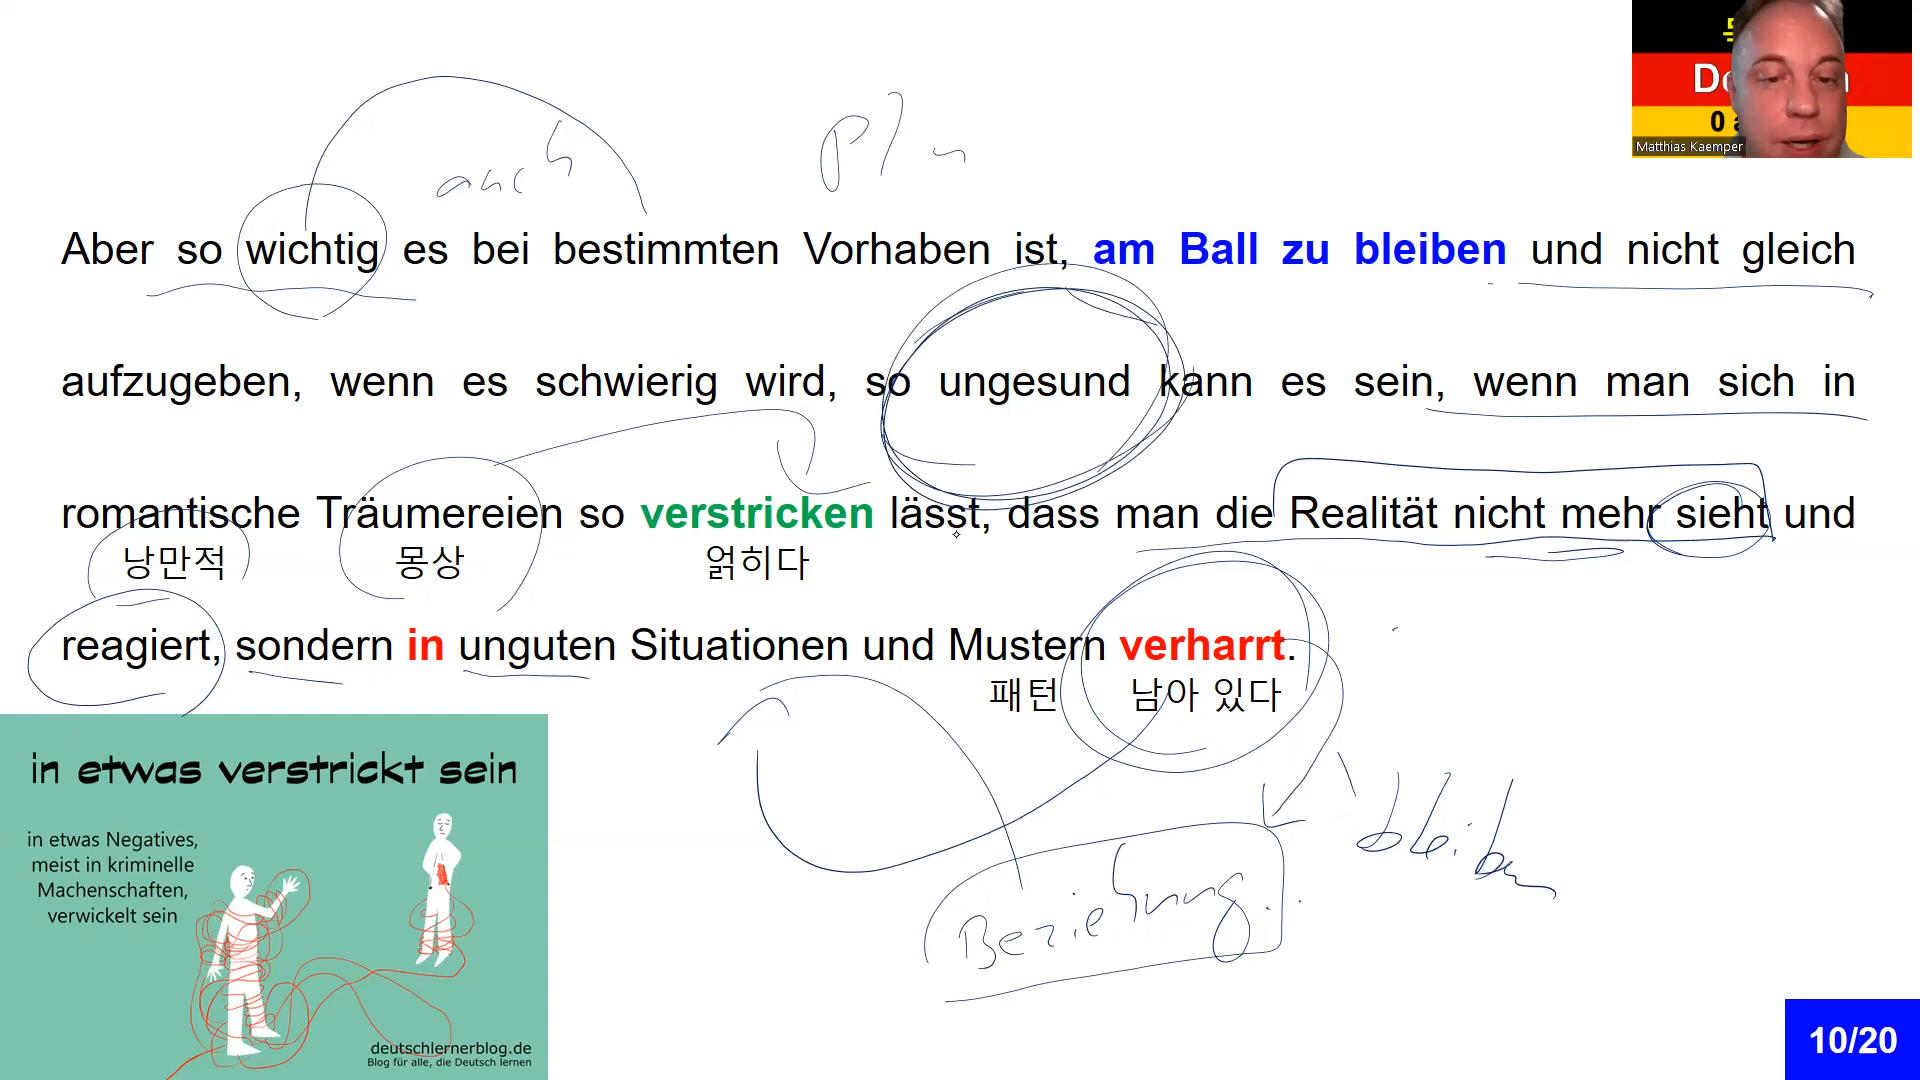 auch
Aber so wichtig es bei bestimmten Vorhaben ist, am Ball zu bleiben und nicht gleich
aufzugeben, wenn es schwierig wird, so ungesund kann es sein, wenn man sich in
romantische Träumereien so verstricken lässt, dass man die Realität nicht mehr sieht und
낭만적 몽상 얽히다
reagiert, sondern in unguten Situationen und Mustern verharrt.
패턴 남아 있다
bleiben
Beziehung
in etwas verstrickt sein
in etwas Negatives,
meist in kriminelle
Machenschaften,
verwickelt sein
deutschlernerblog.de
Blog für alle, die Deutsch lernen
Matthias Kaemper
10/20